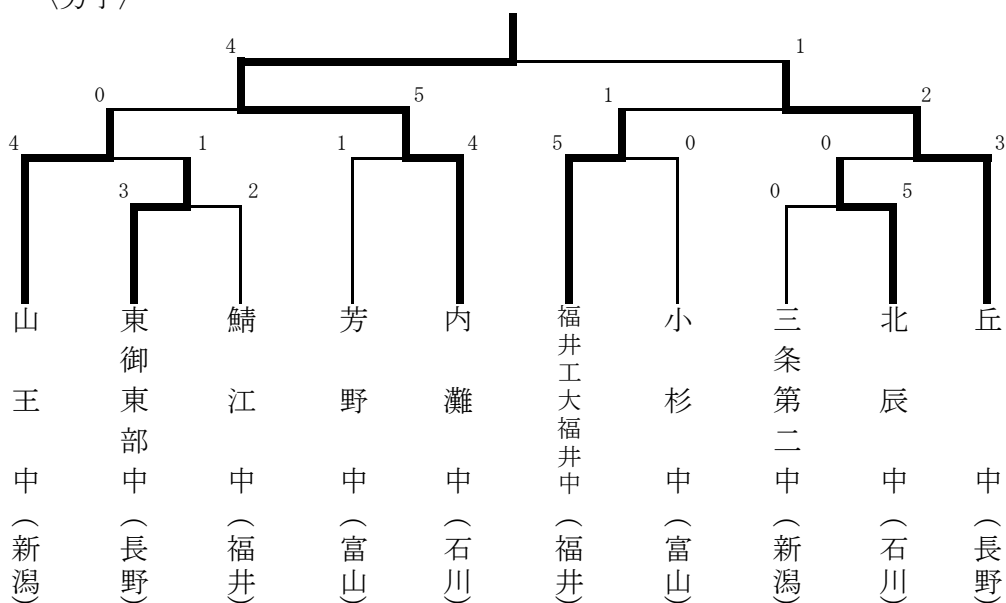 〈男子〉
4 1
0 5 1 2
4 1 1 4 5 0 0 3
3 2 0 5
山王中（新潟）
東御東部中（長野）
鯖江中（福井）
芳野中（富山）
内灘中（石川）
福井工大福井中（福井）
小杉中（富山）
三条第二中（新潟）
北辰中（石川）
丘中（長野）